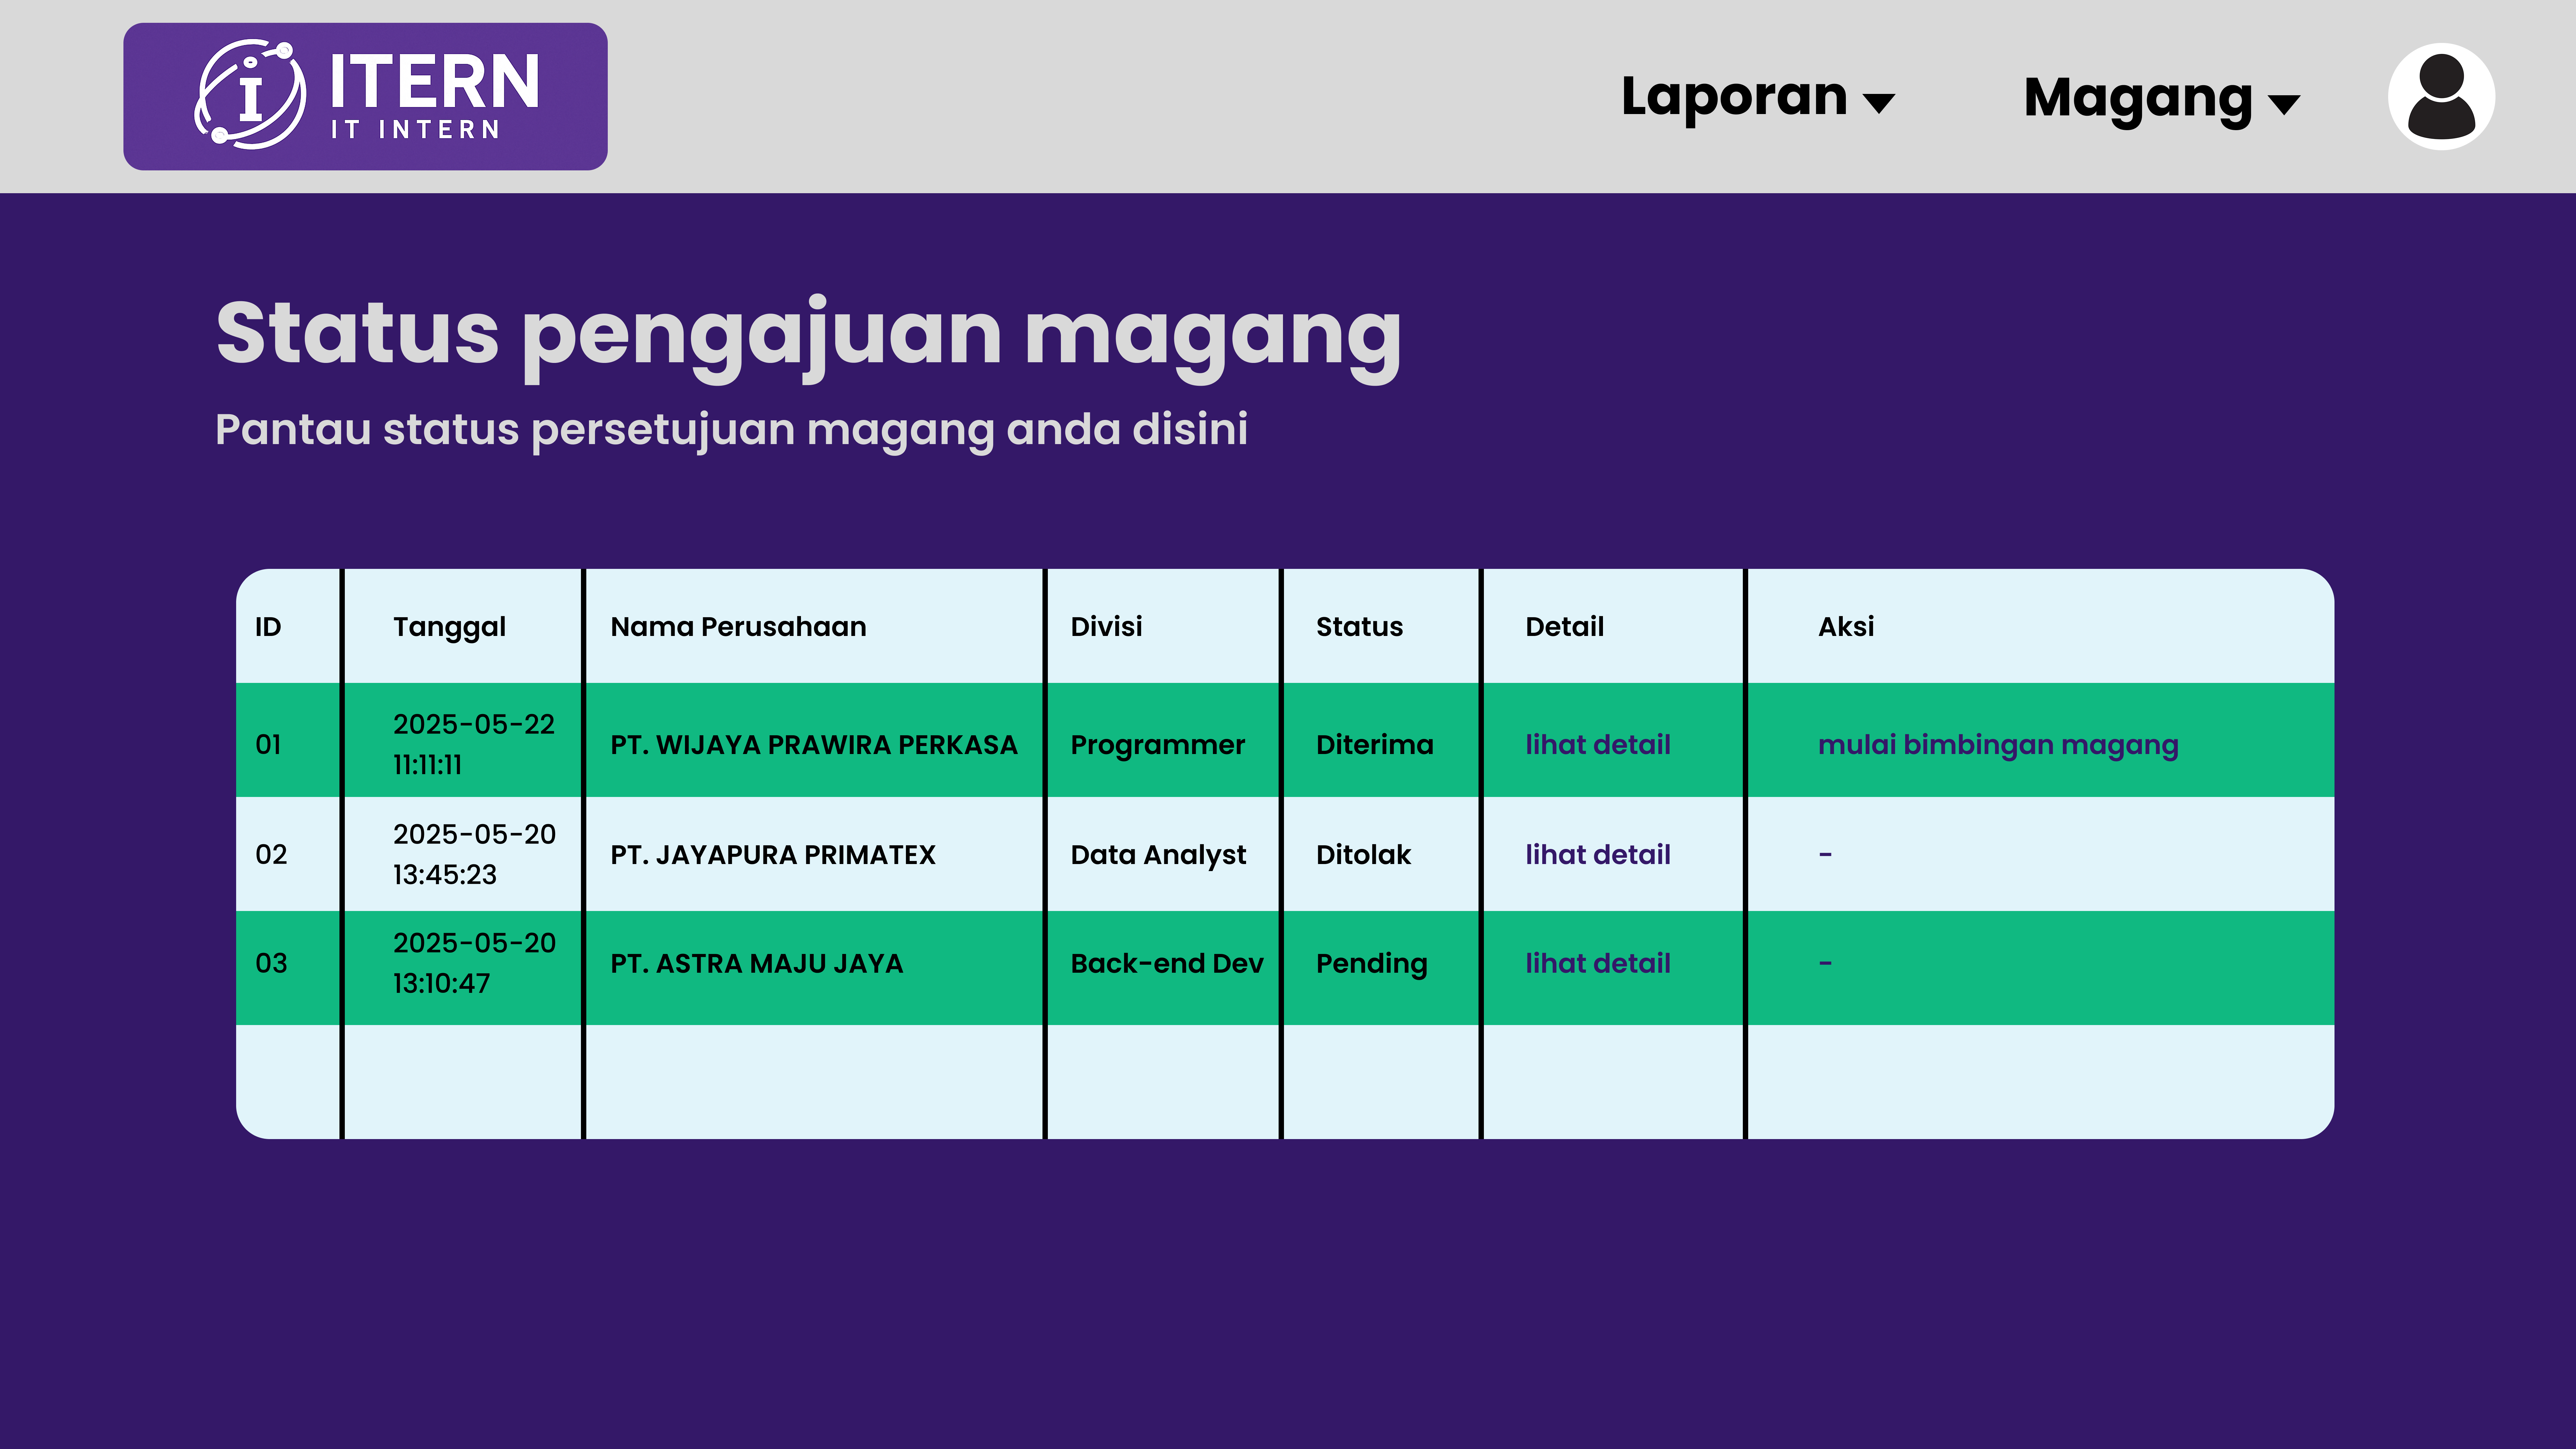 ITERN
IT INTERN
Laporan
Magang
Status pengajuan magang
Pantau status persetujuan magang anda disini
ID Tanggal Nama Perusahaan Divisi Status Detail Aksi
01 2025-05-22 11:11:11 PT. WIJAYA PRAWIRA PERKASA Programmer Diterima lihat detail mulai bimbingan magang
02 2025-05-20 13:45:23 PT. JAYAPURA PRIMATEX Data Analyst Ditolak lihat detail -
03 2025-05-20 13:10:47 PT. ASTRA MAJU JAYA Back-end Dev Pending lihat detail -